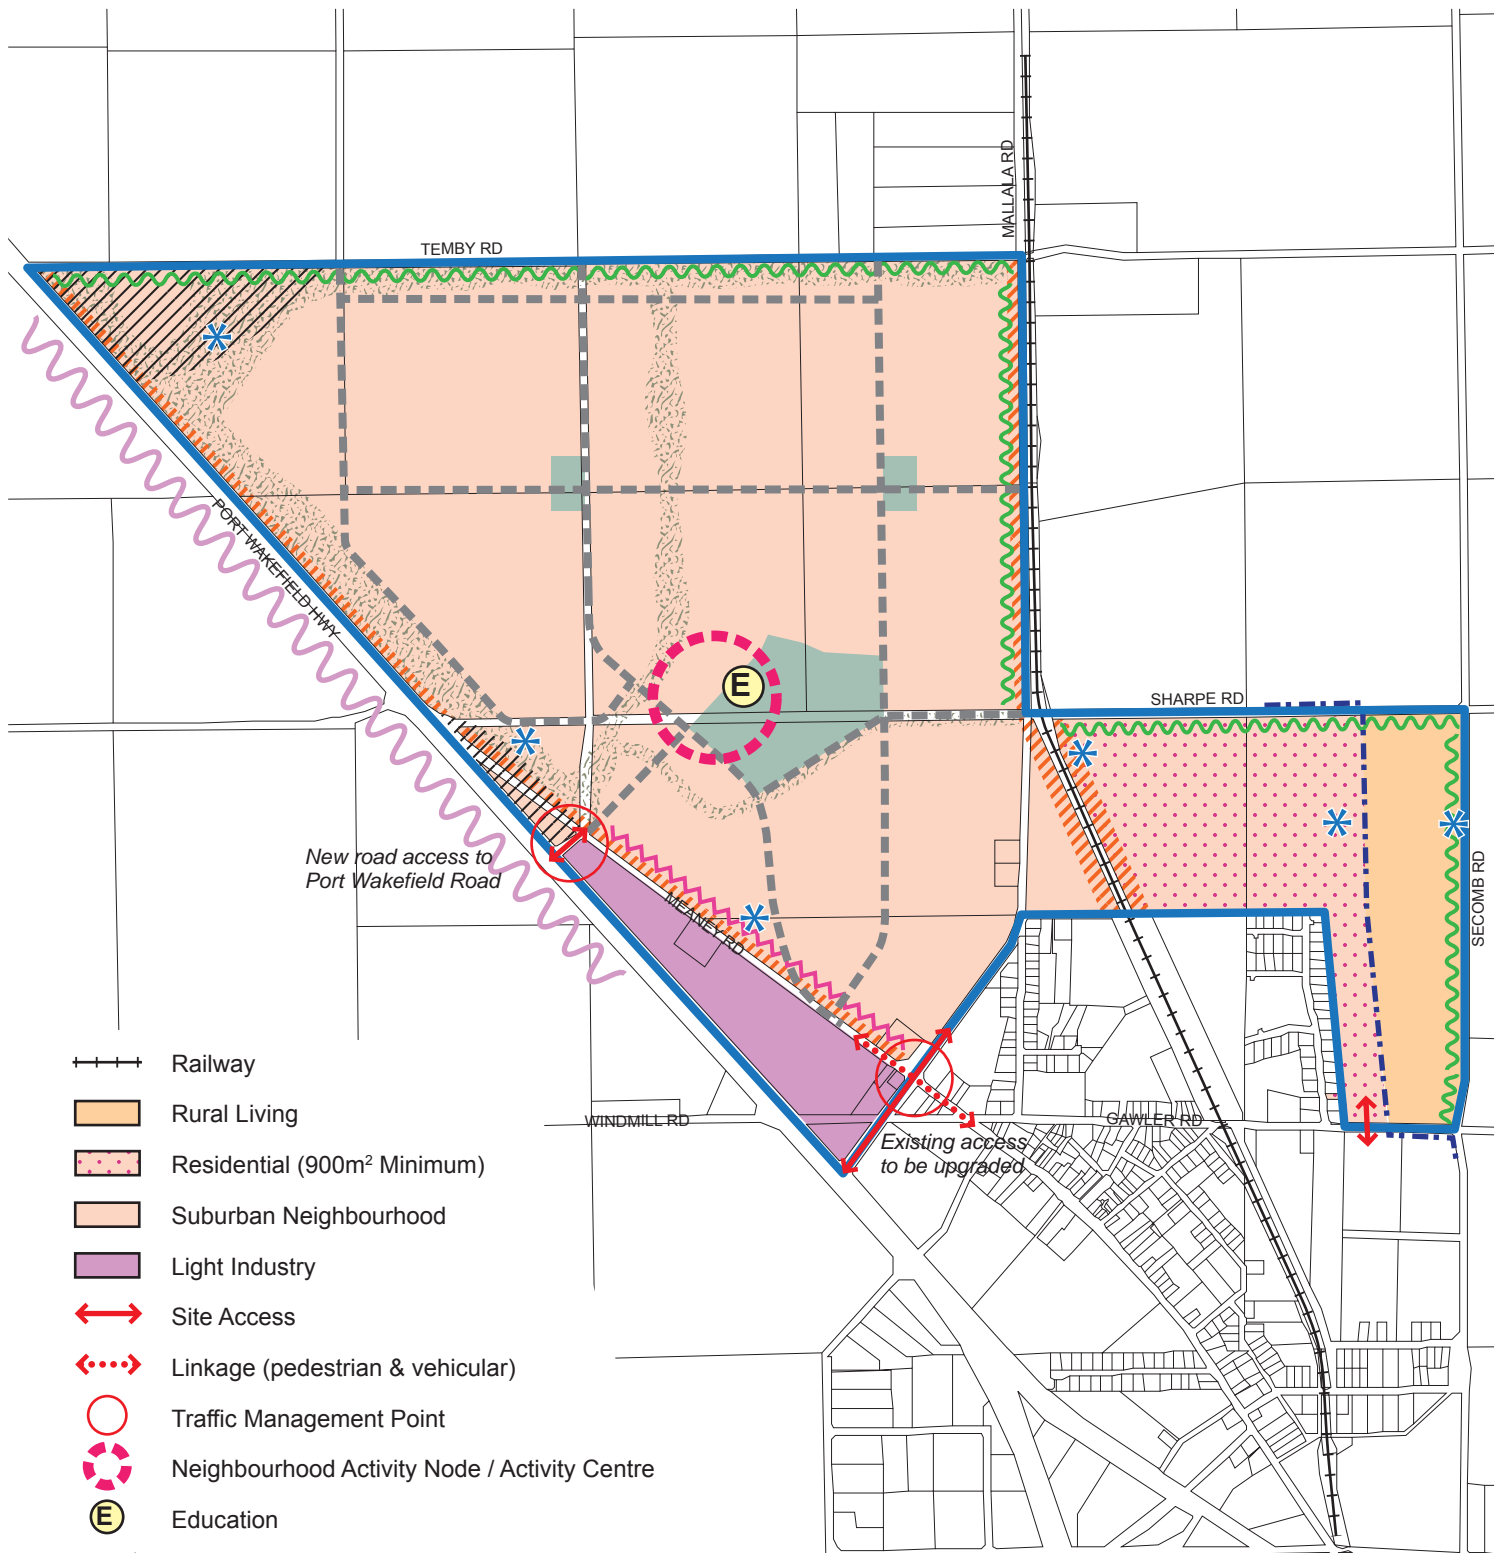 MALLALA RD
TEMBY RD
PORT WAKEFIELD HWY
SHARPE RD
E
New road access to
Port Wakefield Road
MEANEY RD
SECOMB RD
WINDMILL RD
GAWLER RD
Existing access
to be upgraded
Railway
Rural Living
Residential (900m² Minimum)
Suburban Neighbourhood
Light Industry
Site Access
Linkage (pedestrian & vehicular)
Traffic Management Point
Neighbourhood Activity Node / Activity Centre
E
Education